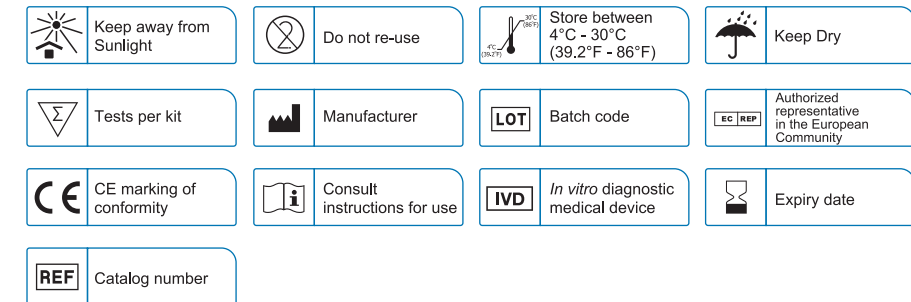 Keep away from
Sunlight
2
Do not re-use
30°C
(86°F)
4°C
(39.2°F)
Store between
4°C - 30°C
(39.2°F - 86°F)
Keep Dry
Σ
Tests per kit
Manufacturer
LOT
Batch code
EC REP
Authorized
representative
in the European
Community
CE
CE marking of
conformity
i
Consult
instructions for use
IVD
In vitro diagnostic
medical device
Expiry date
REF
Catalog number